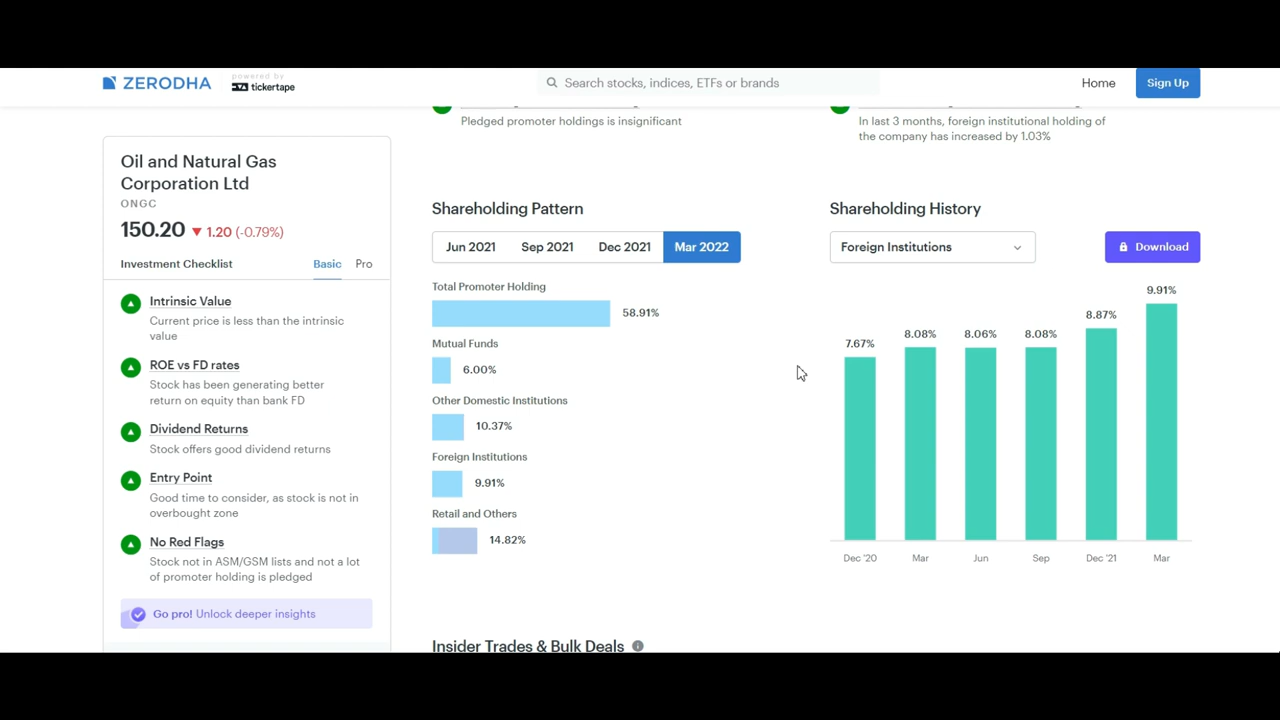 ZERODHA
powered by
tickertape
Search stocks, indices, ETFs or brands
Home
Sign Up
Pledged promoter holdings is insignificant
In last 3 months, foreign institutional holding of
the company has increased by 1.03%
Oil and Natural Gas
Corporation Ltd
ONGC
150.20 ▼ 1.20 (-0.79%)
Investment Checklist
Basic
Pro
Intrinsic Value
Current price is less than the intrinsic
value
ROE vs FD rates
Stock has been generating better
return on equity than bank FD
Dividend Returns
Stock offers good dividend returns
Entry Point
Good time to consider, as stock is not in
overbought zone
No Red Flags
Stock not in ASM/GSM lists and not a lot
of promoter holding is pledged
Go pro! Unlock deeper insights
Shareholding Pattern
Jun 2021
Sep 2021
Dec 2021
Mar 2022
Total Promoter Holding
58.91%
Mutual Funds
6.00%
Other Domestic Institutions
10.37%
Foreign Institutions
9.91%
Retail and Others
14.82%
Shareholding History
Foreign Institutions
Download
7.67%
8.08%
8.06%
8.08%
8.87%
9.91%
Dec '20
Mar
Jun
Sep
Dec '21
Mar
Insider Trades & Bulk Deals